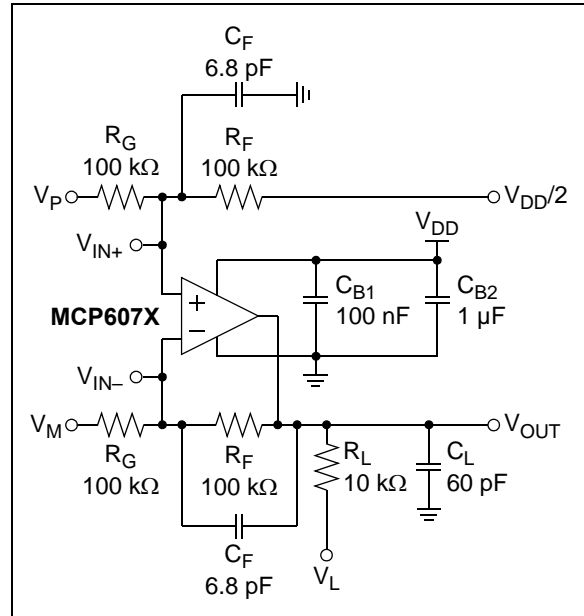 C_F
6.8 pF
R_G
100 kΩ
R_F
100 kΩ
V_P
V_DD/2
V_DD
V_IN+
MCP607X
+
−
C_B1
100 nF
C_B2
1 µF
V_IN–
V_M
V_OUT
R_G
100 kΩ
R_F
100 kΩ
R_L
10 kΩ
C_L
60 pF
C_F
6.8 pF
V_L